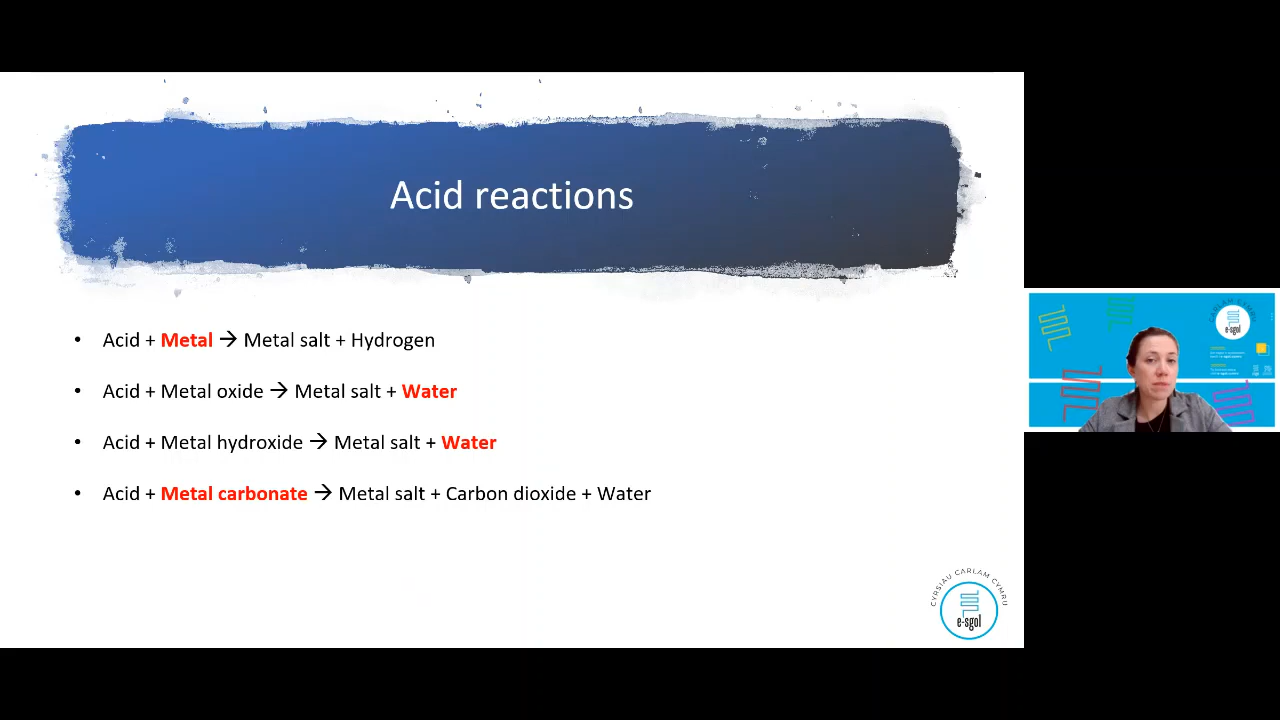 Acid reactions
• Acid + Metal → Metal salt + Hydrogen
• Acid + Metal oxide → Metal salt + Water
• Acid + Metal hydroxide → Metal salt + Water
• Acid + Metal carbonate → Metal salt + Carbon dioxide + Water
CYRSIAU CARLAM CYMRU
e-sgol
e-sgol